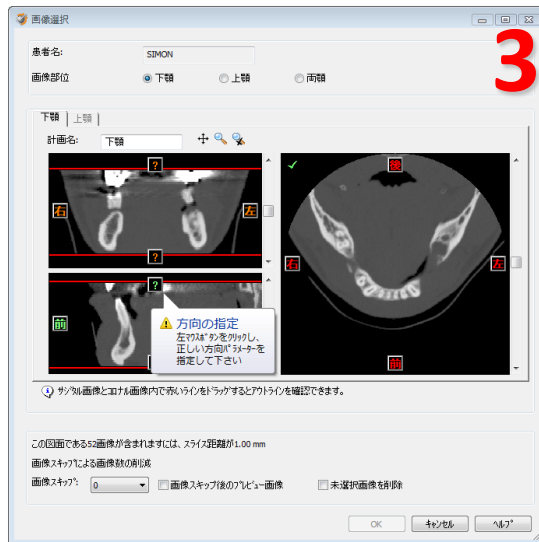 画像選択
3
患者名: SIMON
画像部位 下顎 上顎 両顎
下顎 上顎
計画名: 下顎
?
右 左
?
後
右 左
前
?
前
方向の指定
左マウスボタンをクリックし、
正しい方向パラメーターを
指定して下さい
サジタル画像とコロナル画像内で赤いラインをドラッグするとアウトラインを確認できます。
この図面である52画像が含まれますには、スライス距離が1.00 mm
画像スキップによる画像数の削減
画像スキップ: 0 画像スキップ後のプレビュー画像 未選択画像を削除
OK キャンセル ヘルプ